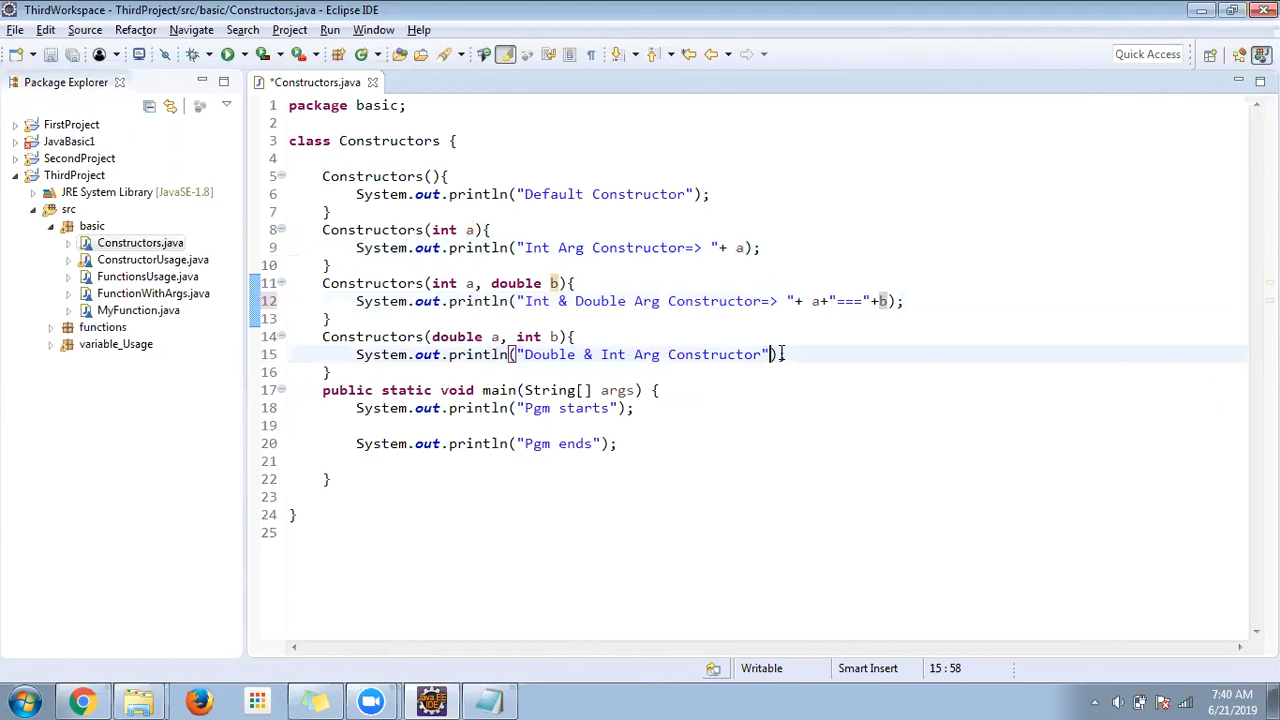 ThirdWorkspace - ThirdProject/src/basic/Constructors.java - Eclipse IDE
File Edit Source Refactor Navigate Search Project Run Window Help
Quick Access
Package Explorer
*Constructors.java
FirstProject
JavaBasic1
SecondProject
ThirdProject
JRE System Library [JavaSE-1.8]
src
basic
Constructors.java
ConstructorUsage.java
FunctionsUsage.java
FunctionWithArgs.java
MyFunction.java
functions
variable_Usage
1 package basic;
2
3 class Constructors {
4
5 Constructors(){
6 System.out.println("Default Constructor");
7 }
8 Constructors(int a){
9 System.out.println("Int Arg Constructor=> "+ a);
10 }
11 Constructors(int a, double b){
12 System.out.println("Int & Double Arg Constructor=> "+ a+"==="+b);
13 }
14 Constructors(double a, int b){
15 System.out.println("Double & Int Arg Constructor");
16 }
17 public static void main(String[] args) {
18 System.out.println("Pgm starts");
19
20 System.out.println("Pgm ends");
21
22 }
23
24 }
25
Writable Smart Insert 15 : 58
Java EE
IDE
7:40 AM
6/21/2019